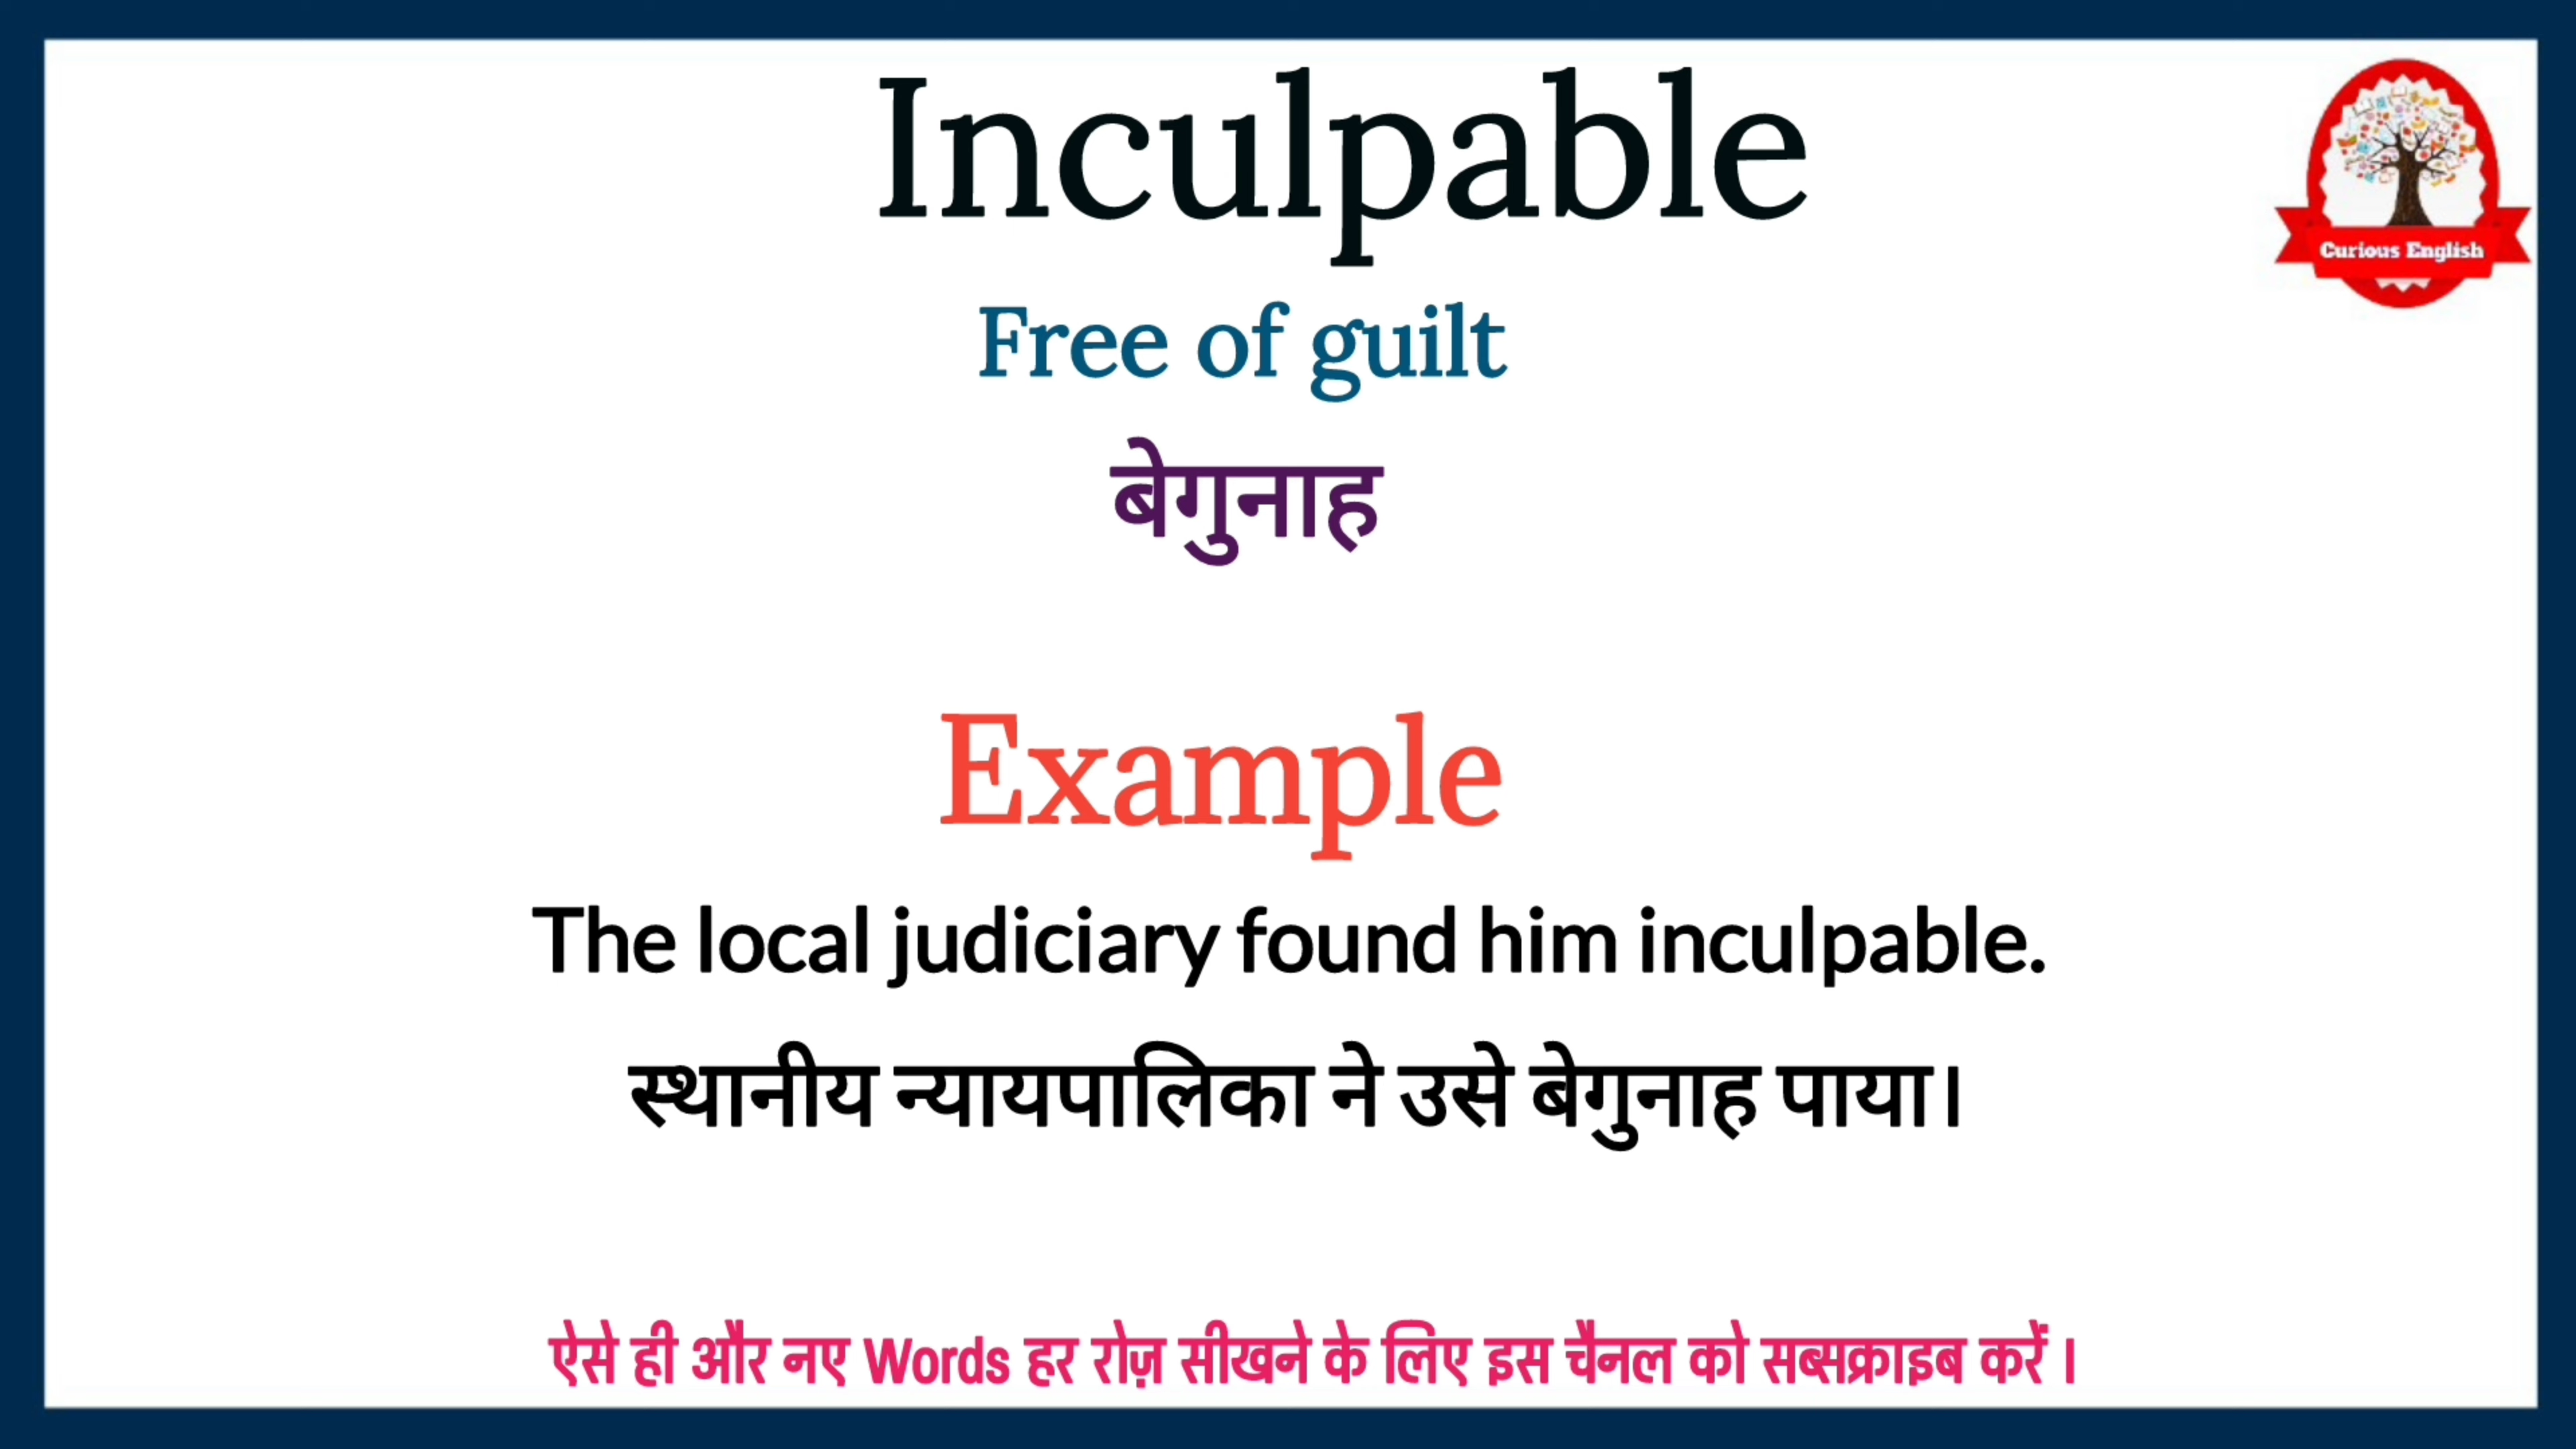 Inculpable
Curious English
Free of guilt
बेगुनाह
Example
The local judiciary found him inculpable.
स्थानीय न्यायपालिका ने उसे बेगुनाह पाया।
ऐसे ही और नए Words हर रोज़ सीखने के लिए इस चैनल को सब्सक्राइब करें ।